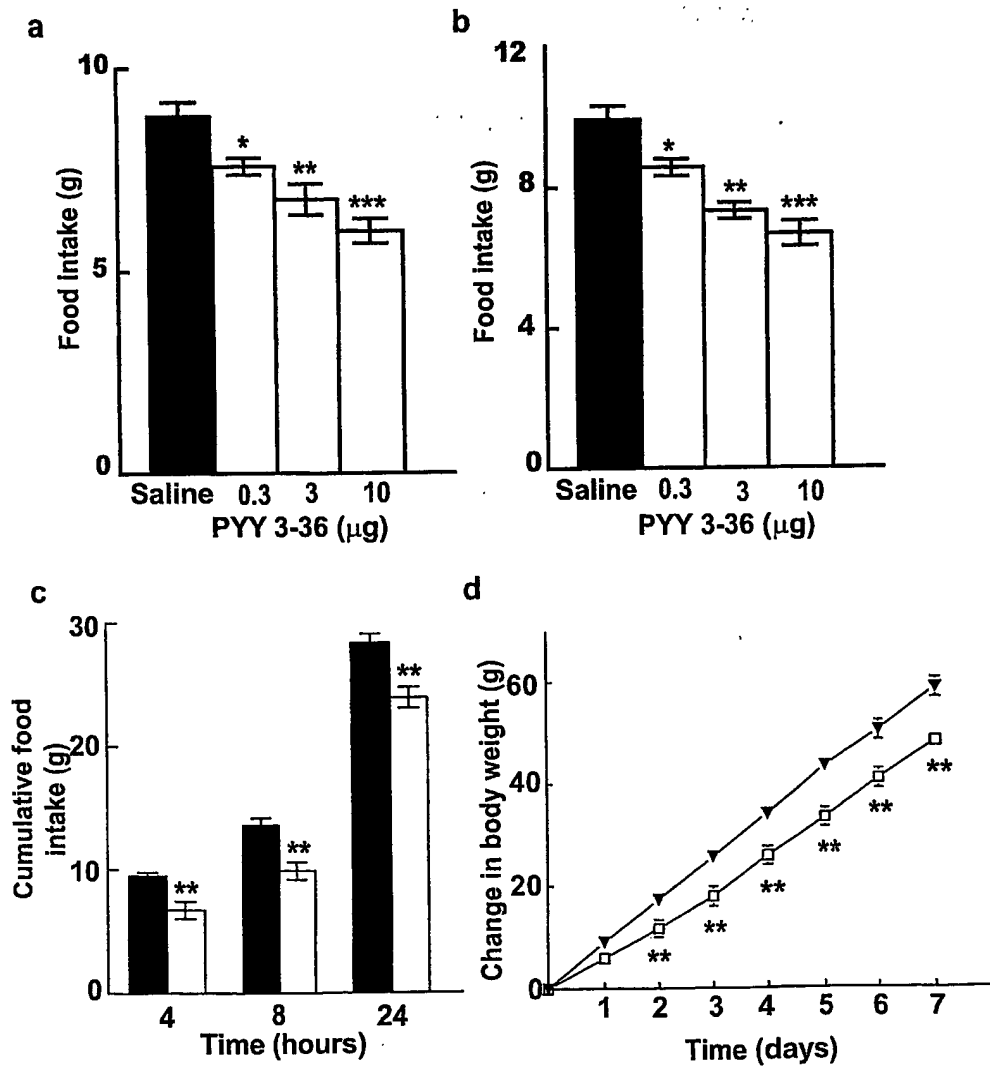 a
10
5
0
Food intake (g)
*
**
***
Saline 0.3 3 10
PYY 3-36 (μg)
b
12
8
4
0
Food intake (g)
*
**
***
Saline 0.3 3 10
PYY 3-36 (μg)
c
30
20
10
0
Cumulative food
intake (g)
**
**
**
4 8 24
Time (hours)
d
60
40
20
0
Change in body weight (g)
**
**
**
**
**
**
1 2 3 4 5 6 7
Time (days)